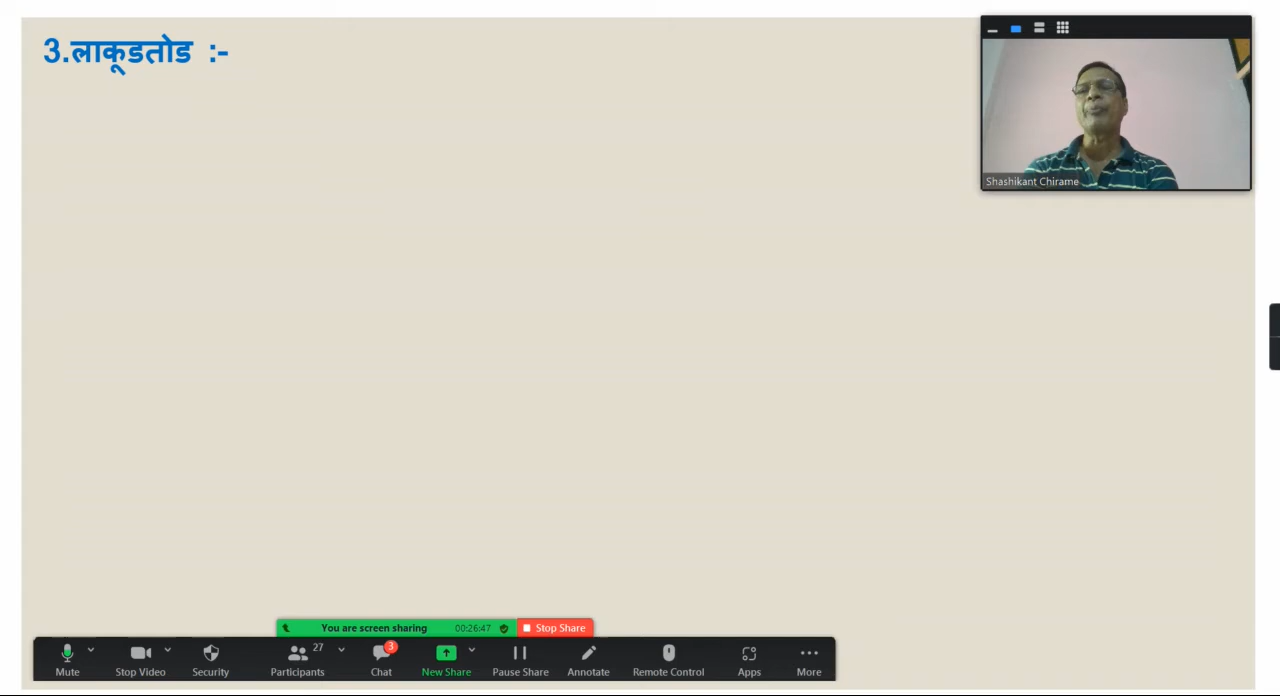 3.लाकूडतोड :-
Shashikant Chirame
You are screen sharing 00:26:47 Stop Share
Mute Stop Video Security Participants 27 Chat 3 New Share Pause Share Annotate Remote Control Apps More